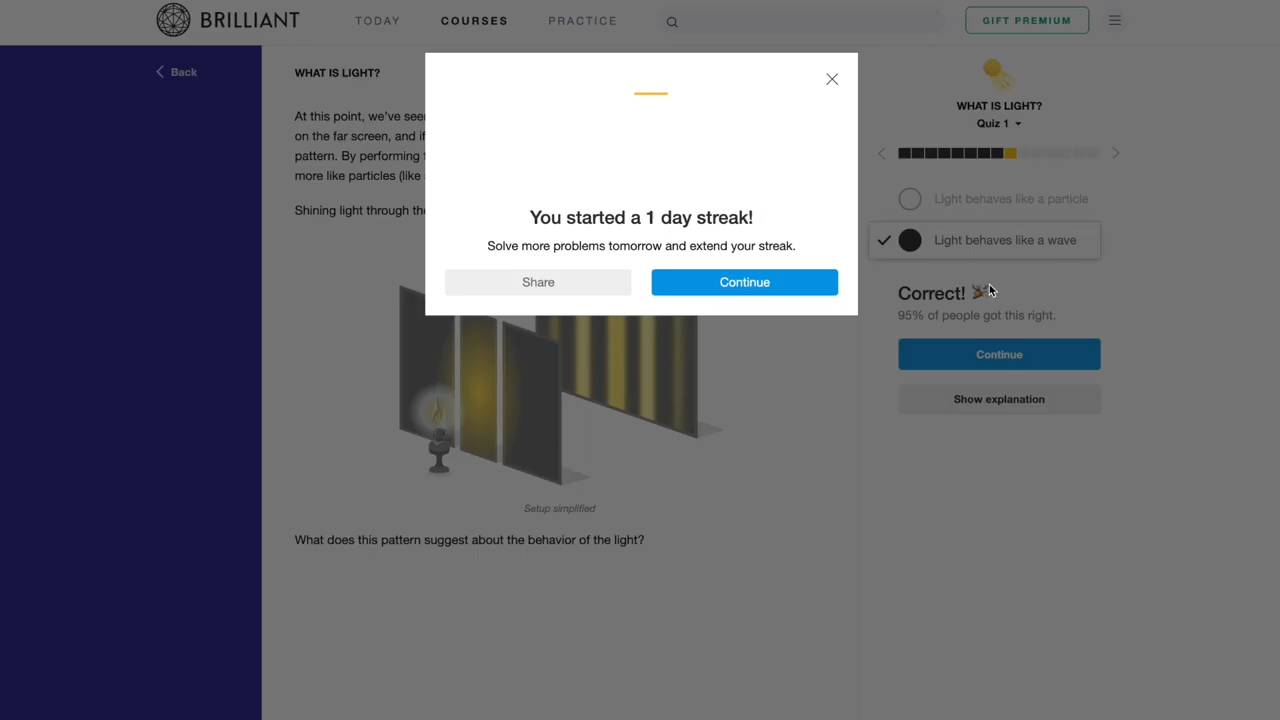 BRILLIANT
TODAY
COURSES
PRACTICE
GIFT PREMIUM
Back
WHAT IS LIGHT?
At this point, we've see
on the far screen, and if
pattern. By performing
more like particles (like
Shining light through the
You started a 1 day streak!
Solve more problems tomorrow and extend your streak.
Share
Continue
Setup simplified
What does this pattern suggest about the behavior of the light?
WHAT IS LIGHT?
Quiz 1
Light behaves like a particle
Light behaves like a wave
Correct!
95% of people got this right.
Continue
Show explanation